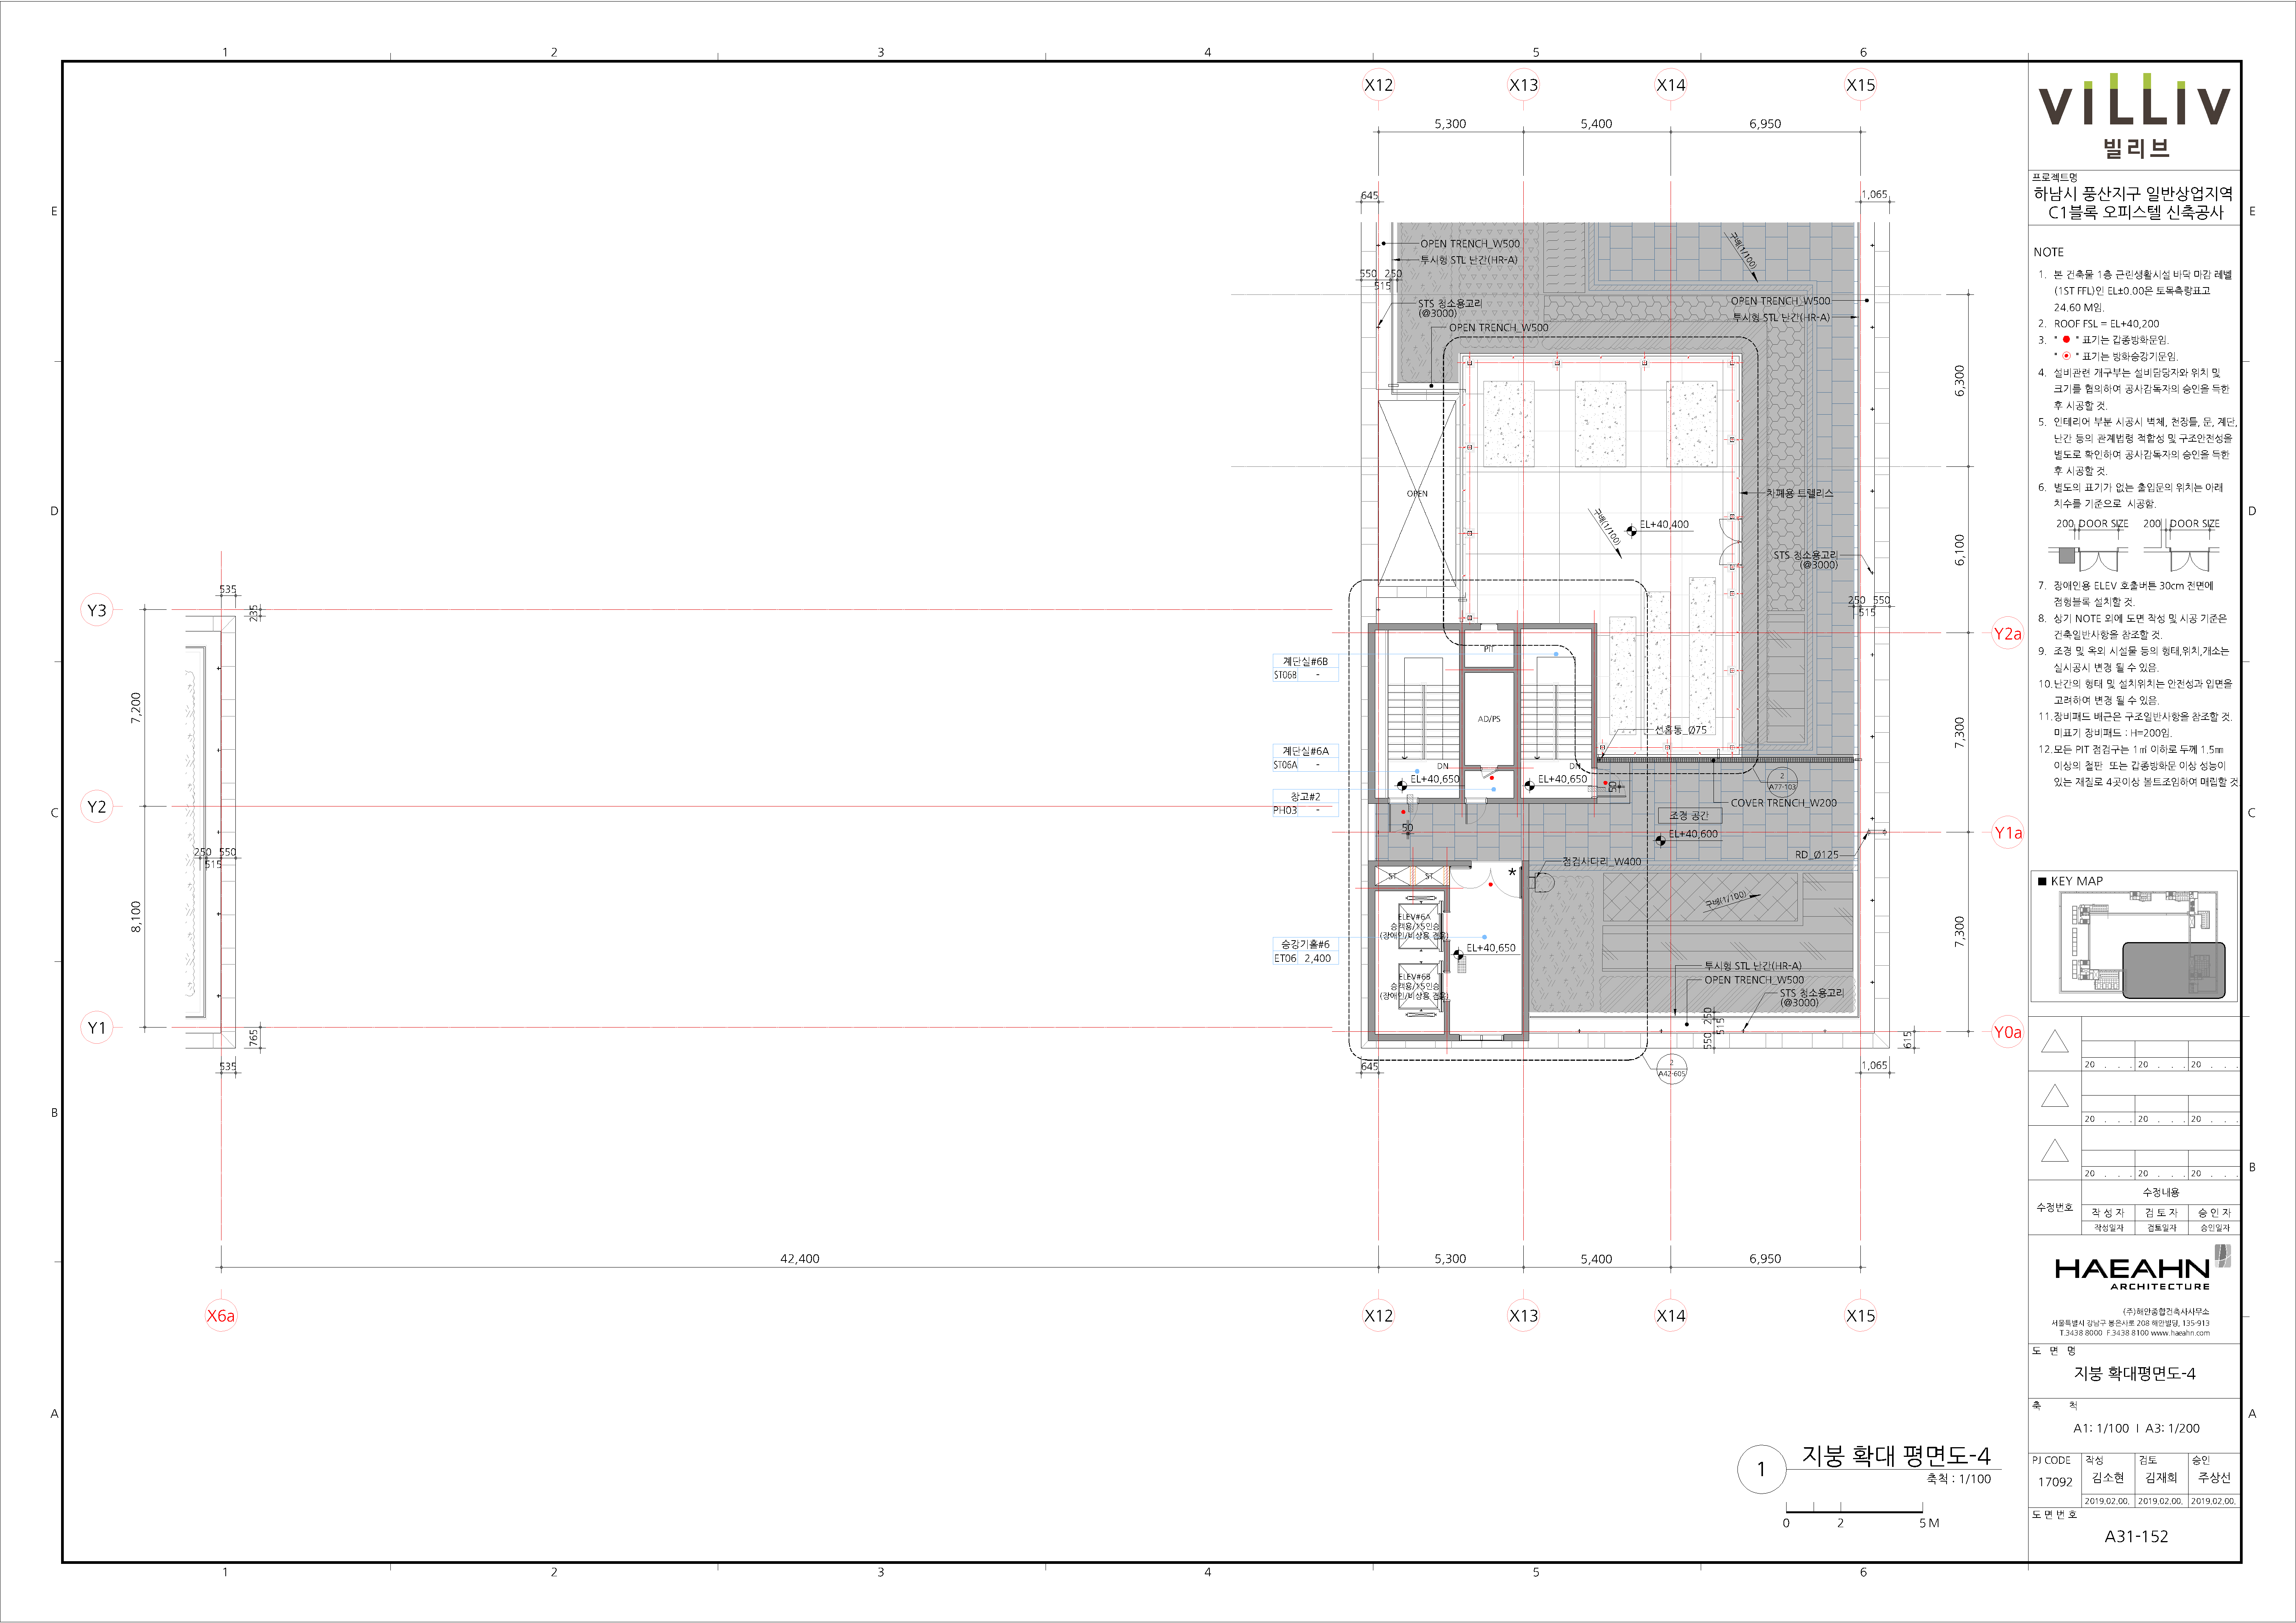 1 2 3 4 5 6
X12 X13 X14 X15
5,300 5,400 6,950
645 1,065
OPEN TRENCH_W500
투시형 STL 난간(HR-A)
구배(1/100)
550 250
515
STS 청소용고리
(@3000)
OPEN TRENCH_W500
OPEN TRENCH_W500
투시형 STL 난간(HR-A)
6,300
OPEN
차폐용 트렐리스
구배(1/100)
EL+40,400
6,100
STS 청소용고리
(@3000)
250 550
515
535
235
Y3
Y2a
7,200
계단실#6B
ST06B -
PIT
AD/PS
선홈통_Ø75
7,300
계단실#6A
ST06A -
DN
DN
EL+40,650
EL+40,650
2
A77-103
창고#2
PH03 -
50
COVER TRENCH_W200
조경 공간
EL+40,600
Y2
Y1a
50
250 550
515
RD_Ø125
점검사다리_W400
ST ST
*
8,100
구배(1/100)
ELEV#6A
승객용/15인승
(장애인/비상용 겸용)
승강기홀#6
ET06 2,400
EL+40,650
7,300
ELEV#6B
승객용/15인승
(장애인/비상용 겸용)
투시형 STL 난간(HR-A)
OPEN TRENCH_W500
STS 청소용고리
(@3000)
550 250
515
615
Y1
Y0a
765
535
645
2
A42-605
1,065
42,400 5,300 5,400 6,950
X6a X12 X13 X14 X15
1
지붕 확대 평면도-4
축척 : 1/100
0 2 5 M
1 2 3 4 5 6
E
D
C
B
A
E
D
C
B
A
VILLIV
빌리브
프로젝트명
하남시 풍산지구 일반상업지역
C1블록 오피스텔 신축공사
NOTE
1. 본 건축물 1층 근린생활시설 바닥 마감 레벨
(1ST FFL)인 EL±0.00은 토목측량표고
24.60 M임.
2. ROOF FSL = EL+40,200
3. " " 표기는 갑종방화문임.
" " 표기는 방화승강기문임.
4. 설비관련 개구부는 설비담당자와 위치 및
크기를 협의하여 공사감독자의 승인을 득한
후 시공할 것.
5. 인테리어 부분 시공시 벽체, 천장틀, 문, 계단,
난간 등의 관계법령 적합성 및 구조안전성을
별도로 확인하여 공사감독자의 승인을 득한
후 시공할 것.
6. 별도의 표기가 없는 출입문의 위치는 아래
치수를 기준으로 시공함.
200 DOOR SIZE 200 DOOR SIZE
7. 장애인용 ELEV 호출버튼 30cm 전면에
점형블록 설치할 것.
8. 상기 NOTE 외에 도면 작성 및 시공 기준은
건축일반사항을 참조할 것.
9. 조경 및 옥외 시설물 등의 형태,위치,개소는
실시공시 변경 될 수 있음.
10.난간의 형태 및 설치위치는 안전성과 입면을
고려하여 변경 될 수 있음.
11.장비패드 배근은 구조일반사항을 참조할 것.
미표기 장비패드 : H=200임.
12.모든 PIT 점검구는 1㎡ 이하로 두께 1.5㎜
이상의 철판 또는 갑종방화문 이상 성능이
있는 재질로 4곳이상 볼트조임하여 매립할 것
■ KEY MAP
20 . . . 20 . . . 20 . . .
20 . . . 20 . . . 20 . . .
20 . . . 20 . . . 20 . . .
수정번호
수정내용
작 성 자 검 토 자 승 인 자
작성일자 검토일자 승인일자
HAEAHN
ARCHITECTURE
(주)해안종합건축사사무소
서울특별시 강남구 봉은사로 208 해안빌딩, 135-913
T.3438 8000 F.3438 8100 www.haeahn.com
도 면 명
지붕 확대평면도-4
축 척
A1: 1/100 I A3: 1/200
PJ CODE 작성 검토 승인
17092 김소현 김재희 주상선
2019.02.00. 2019.02.00. 2019.02.00.
도 면 번 호
A31-152